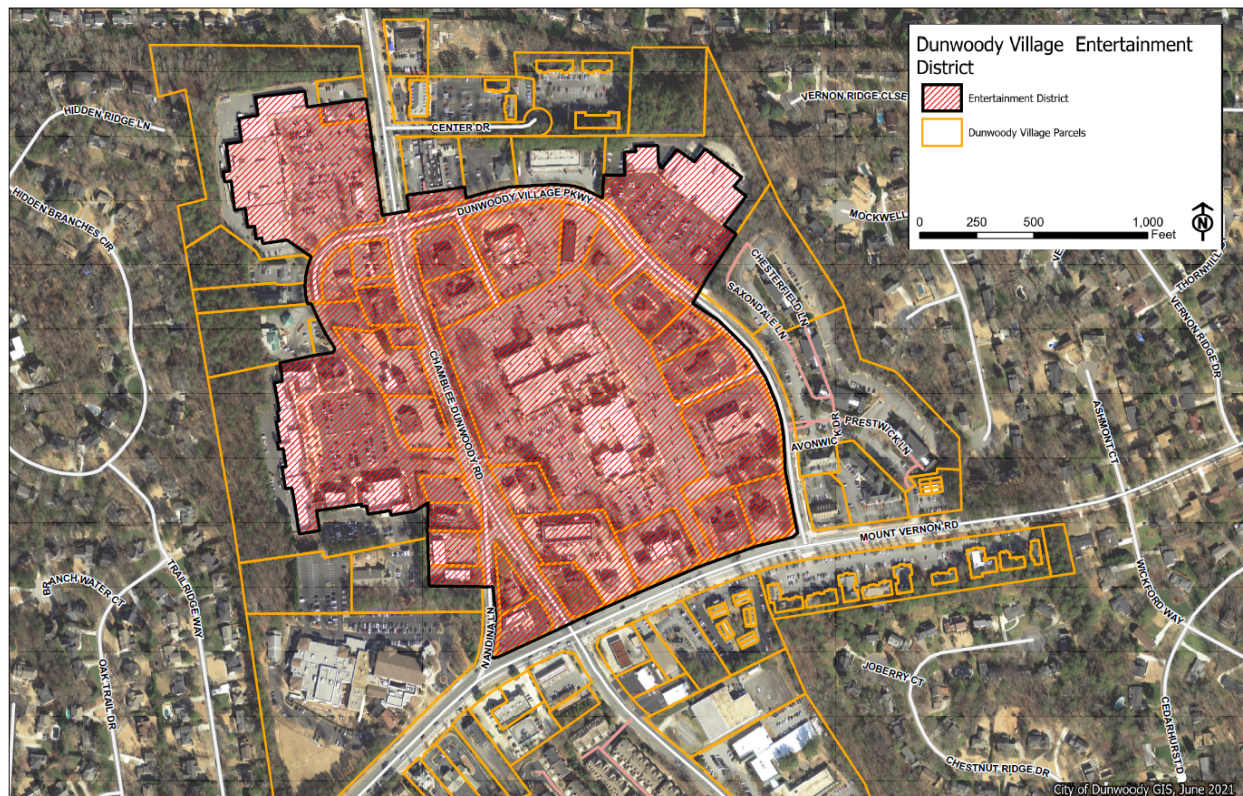 Dunwoody Village Entertainment
District
Entertainment District
Dunwoody Village Parcels
0 250 500 1,000
Feet
N
HIDDEN RIDGE LN
CENTER DR
VERNON RIDGE CLSE
HIDDEN BRANCHES CIR
DUNWOODY VILLAGE PKWY
MOCKWELL
THORNHILL
CHESTERFIELD LN
SAXONDALE LN
VERNON RIDGE DR
CHAMBLEE DUNWOODY RD
ASHMONT CT
AVONWICK DR
PRESTWICK LN
MOUNT VERNON RD
BRANCH WATER CT
TRAILRIDGE WAY
WICKFORD WAY
NANDINA LN
OAK TRAIL DR
JOBERRY CT
CEDARHURST D
CHESTNUT RIDGE DR
City of Dunwoody GIS, June 2021